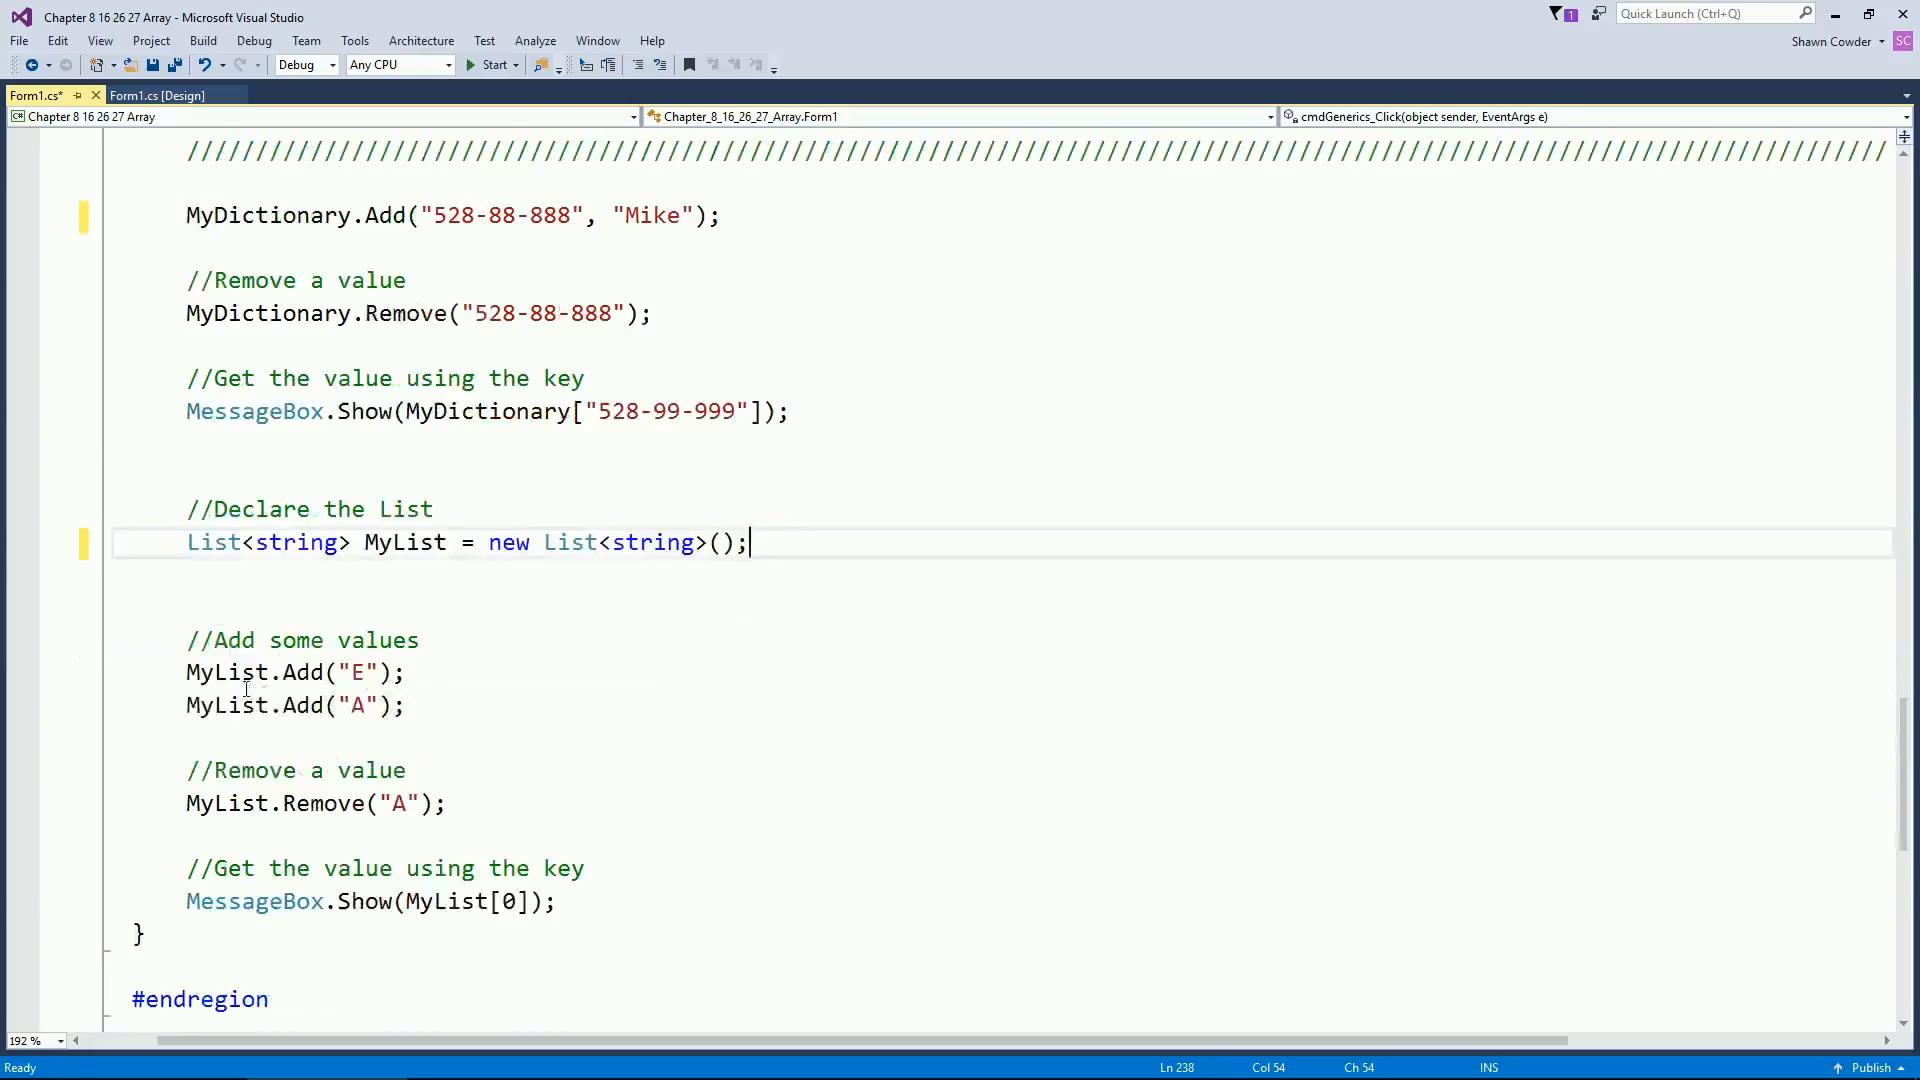 Chapter 8 16 26 27 Array - Microsoft Visual Studio
1
Quick Launch (Ctrl+Q)
File Edit View Project Build Debug Team Tools Architecture Test Analyze Window Help
Shawn Cowder
SC
Debug
Any CPU
Start
Form1.cs*
Form1.cs [Design]
C# Chapter 8 16 26 27 Array
Chapter_8_16_26_27_Array.Form1
cmdGenerics_Click(object sender, EventArgs e)
////////////////////////////////////////////////////////////////////////////////////////////////////////////////////////////
MyDictionary.Add("528-88-888", "Mike");
//Remove a value
MyDictionary.Remove("528-88-888");
//Get the value using the key
MessageBox.Show(MyDictionary["528-99-999"]);
//Declare the List
List<string> MyList = new List<string>();
//Add some values
MyList.Add("E");
MyList.Add("A");
//Remove a value
MyList.Remove("A");
//Get the value using the key
MessageBox.Show(MyList[0]);
}
#endregion
192 %
Ready
Ln 238
Col 54
Ch 54
INS
Publish